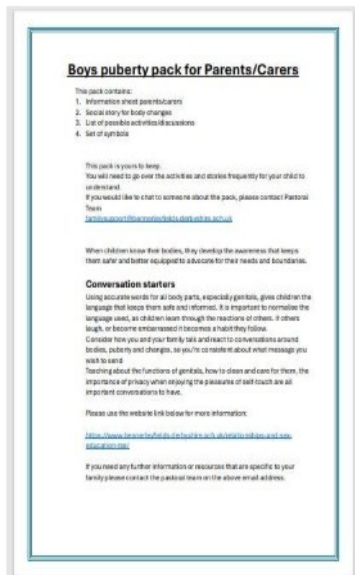 Boys puberty pack for Parents/Carers
This pack contains:
1. Information sheet parents/carers
2. Social story for body changes
3. List of possible activities/discussions
4. Set of symbols
This pack is yours to keep.
You will need to go over the activities and stories frequently for your child to
understand.
If you would like to chat to someone about the pack, please contact Pastoral
Team
When children know their bodies, they develop the awareness that keeps
them safe and better equipped to advocate for their needs and boundaries.
Conversation starters
Using accurate words for all body parts, especially genitals, gives children the
language that keeps them safe and informed. It is important to normalise the
language used, as children learn through the reactions of others. If others
laugh, or become embarrassed it becomes a habit they follow.
Consider how you and your family talk and react to conversations around
bodies, puberty and changes, so you're consistent about what message you
wish to send
Teaching about the functions of genitals, how to clean and care for them, the
importance of privacy when enjoying the pleasures of self-touch are all
important conversations to have.
Please use the website link below for more information:
If you need any further information or resources that are specific to your
family please contact the pastoral team on the above email address.